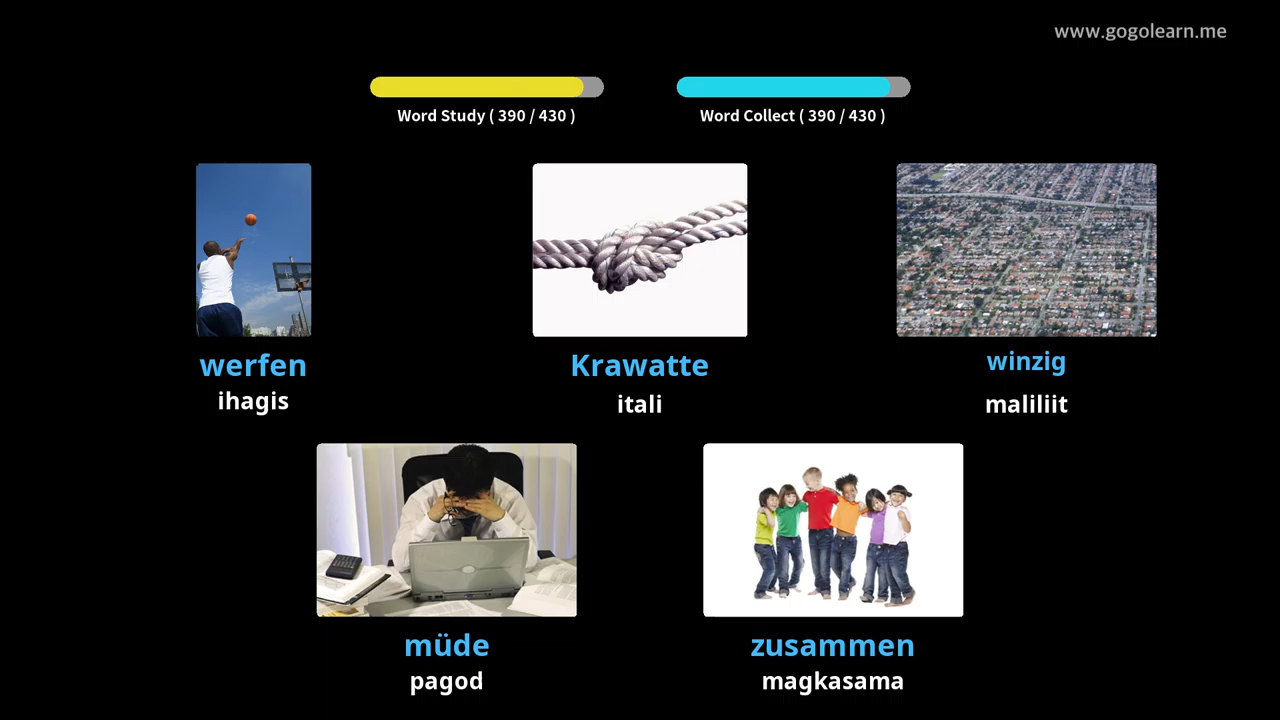 www.gogolearn.me
Word Study ( 390 / 430 )
Word Collect ( 390 / 430 )
werfen
ihagis
Krawatte
itali
winzig
maliliit
müde
pagod
zusammen
magkasama